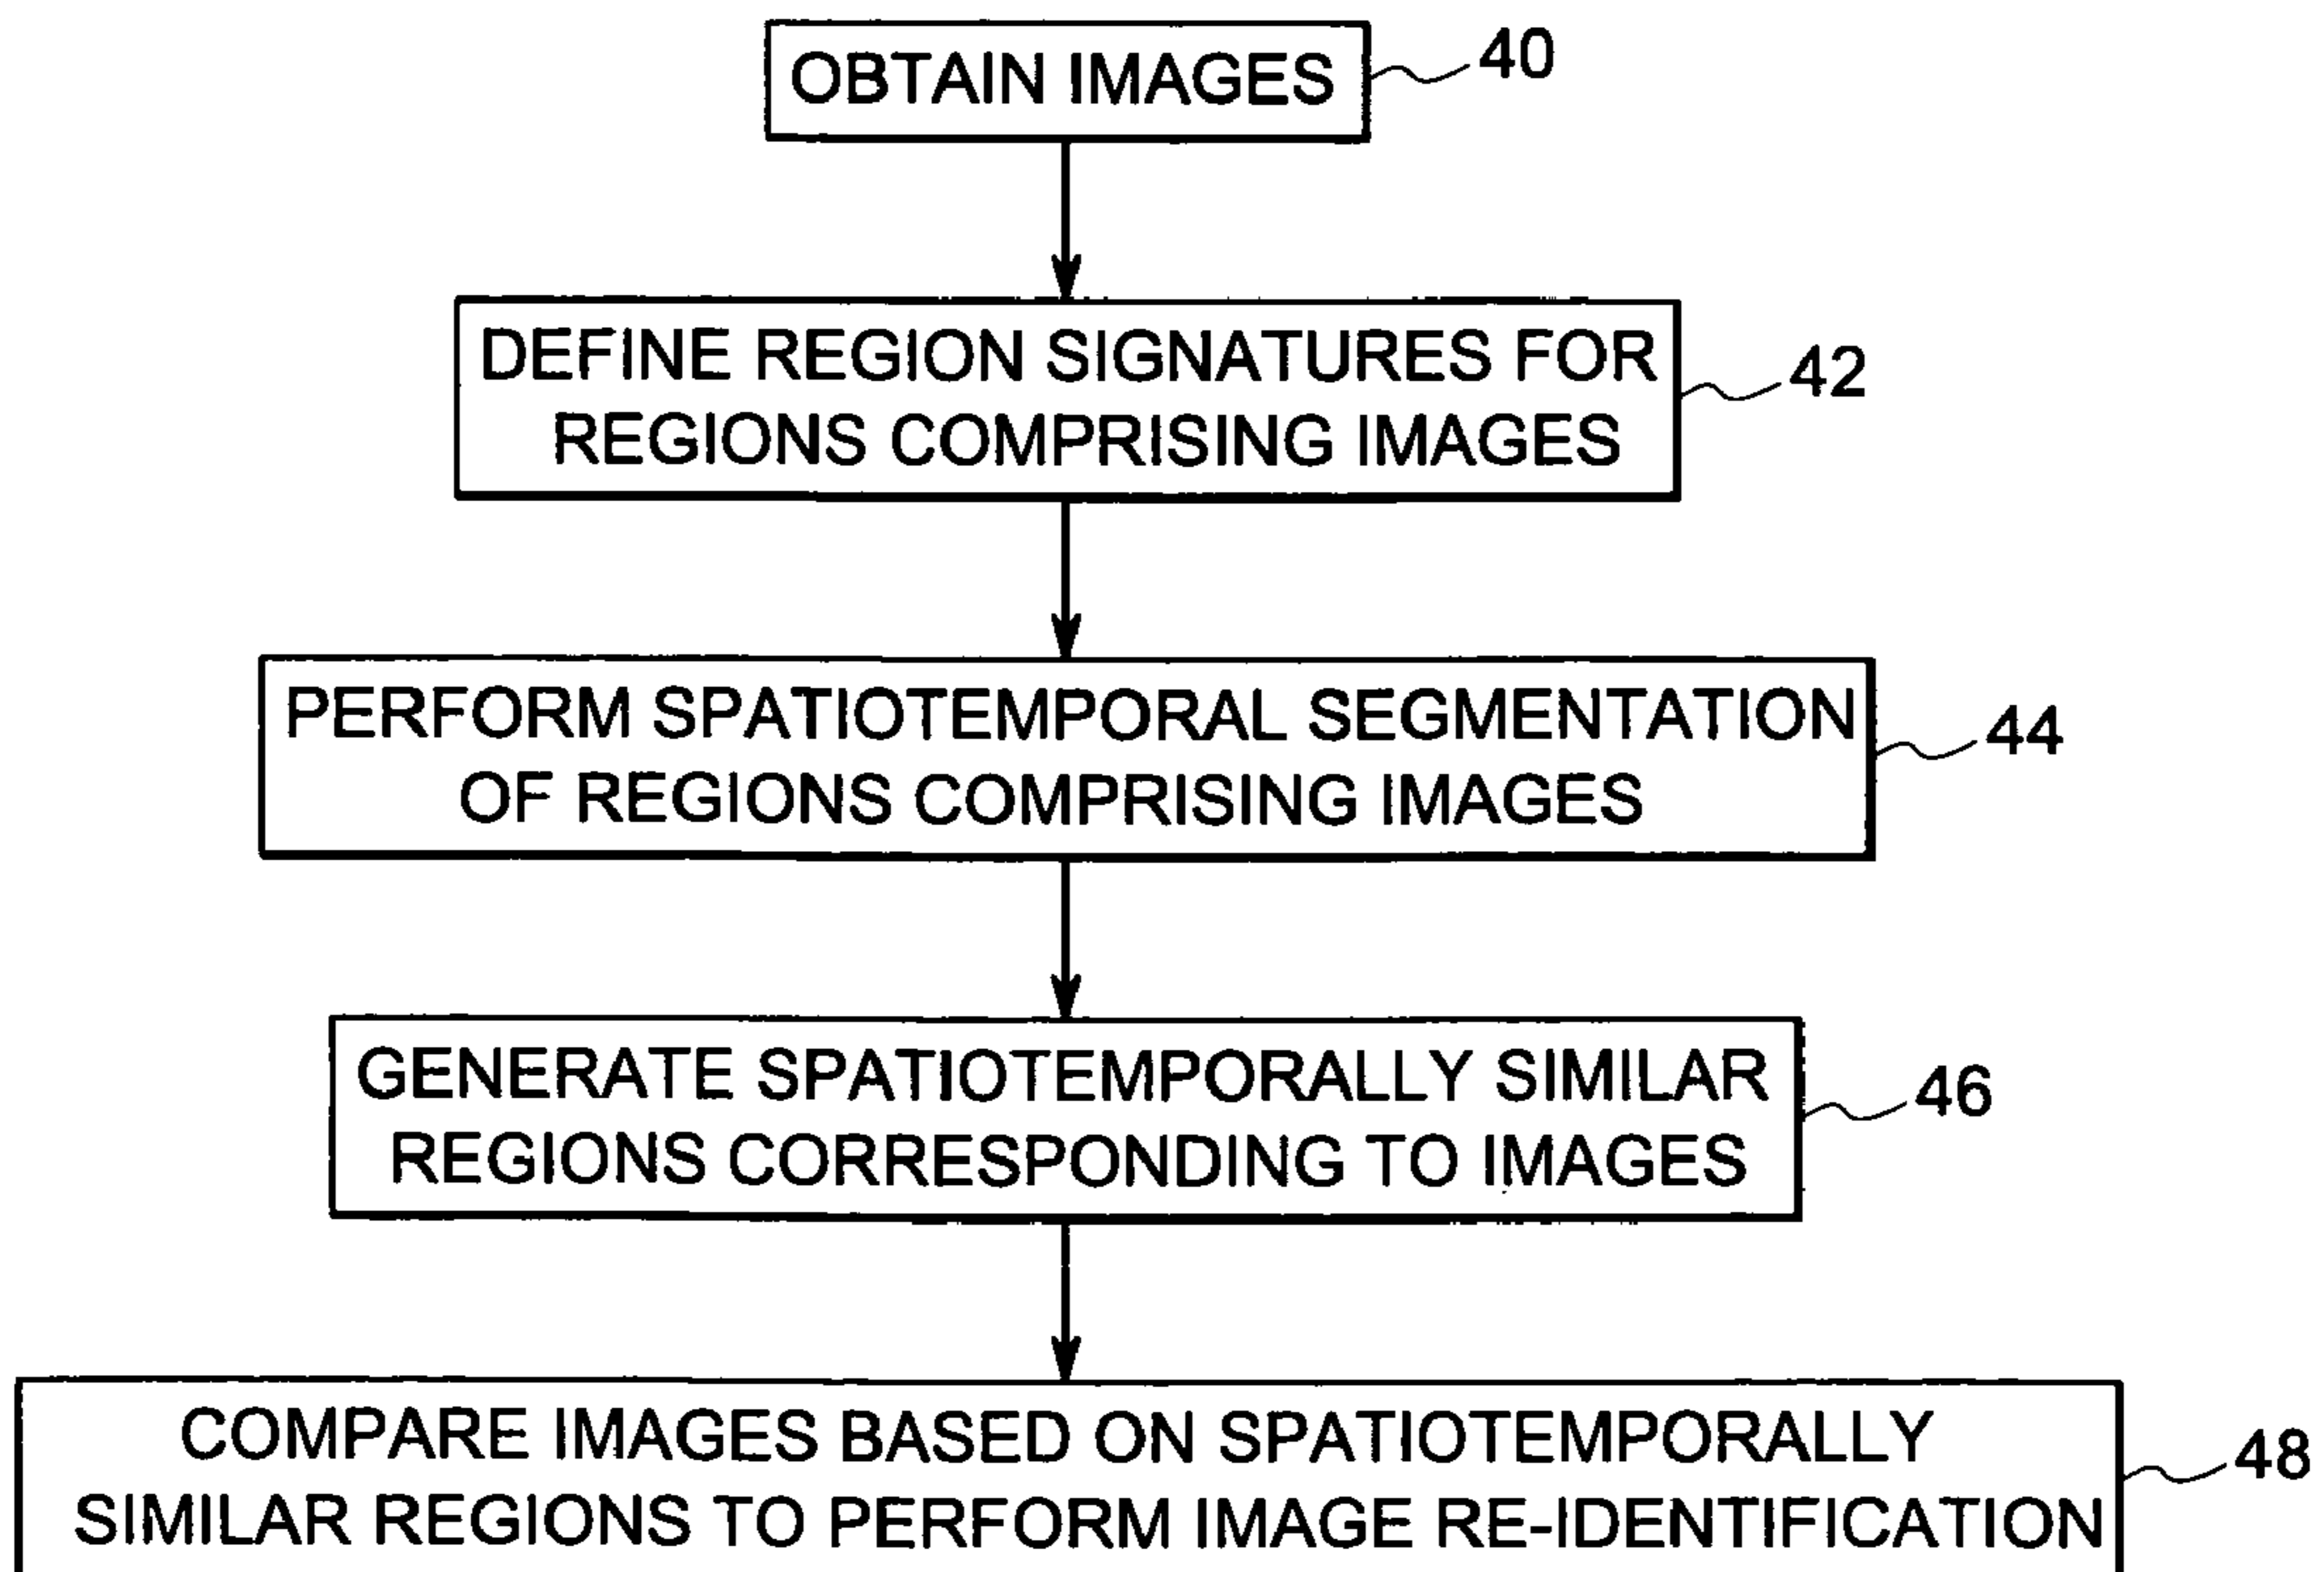 OBTAIN IMAGES
40
DEFINE REGION SIGNATURES FOR
REGIONS COMPRISING IMAGES
42
PERFORM SPATIOTEMPORAL SEGMENTATION
OF REGIONS COMPRISING IMAGES
44
GENERATE SPATIOTEMPORALLY SIMILAR
REGIONS CORRESPONDING TO IMAGES
46
COMPARE IMAGES BASED ON SPATIOTEMPORALLY
SIMILAR REGIONS TO PERFORM IMAGE RE-IDENTIFICATION
48